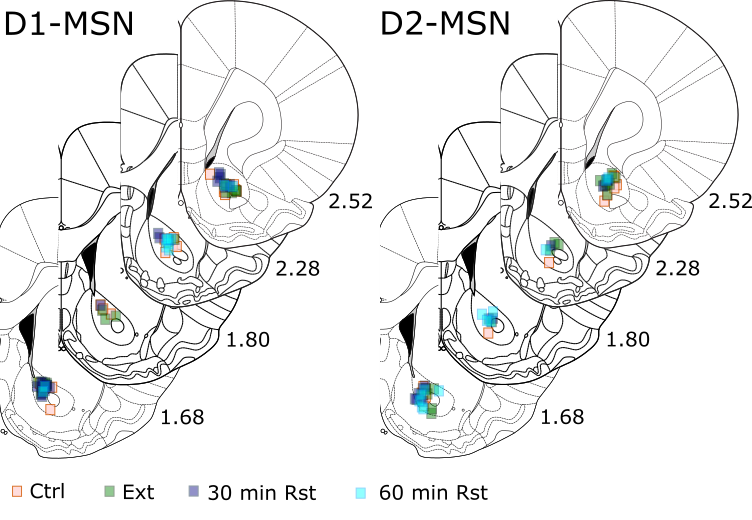 D1-MSN
D2-MSN
2.52
2.52
2.28
2.28
1.80
1.80
1.68
1.68
Ctrl
Ext
30 min Rst
60 min Rst